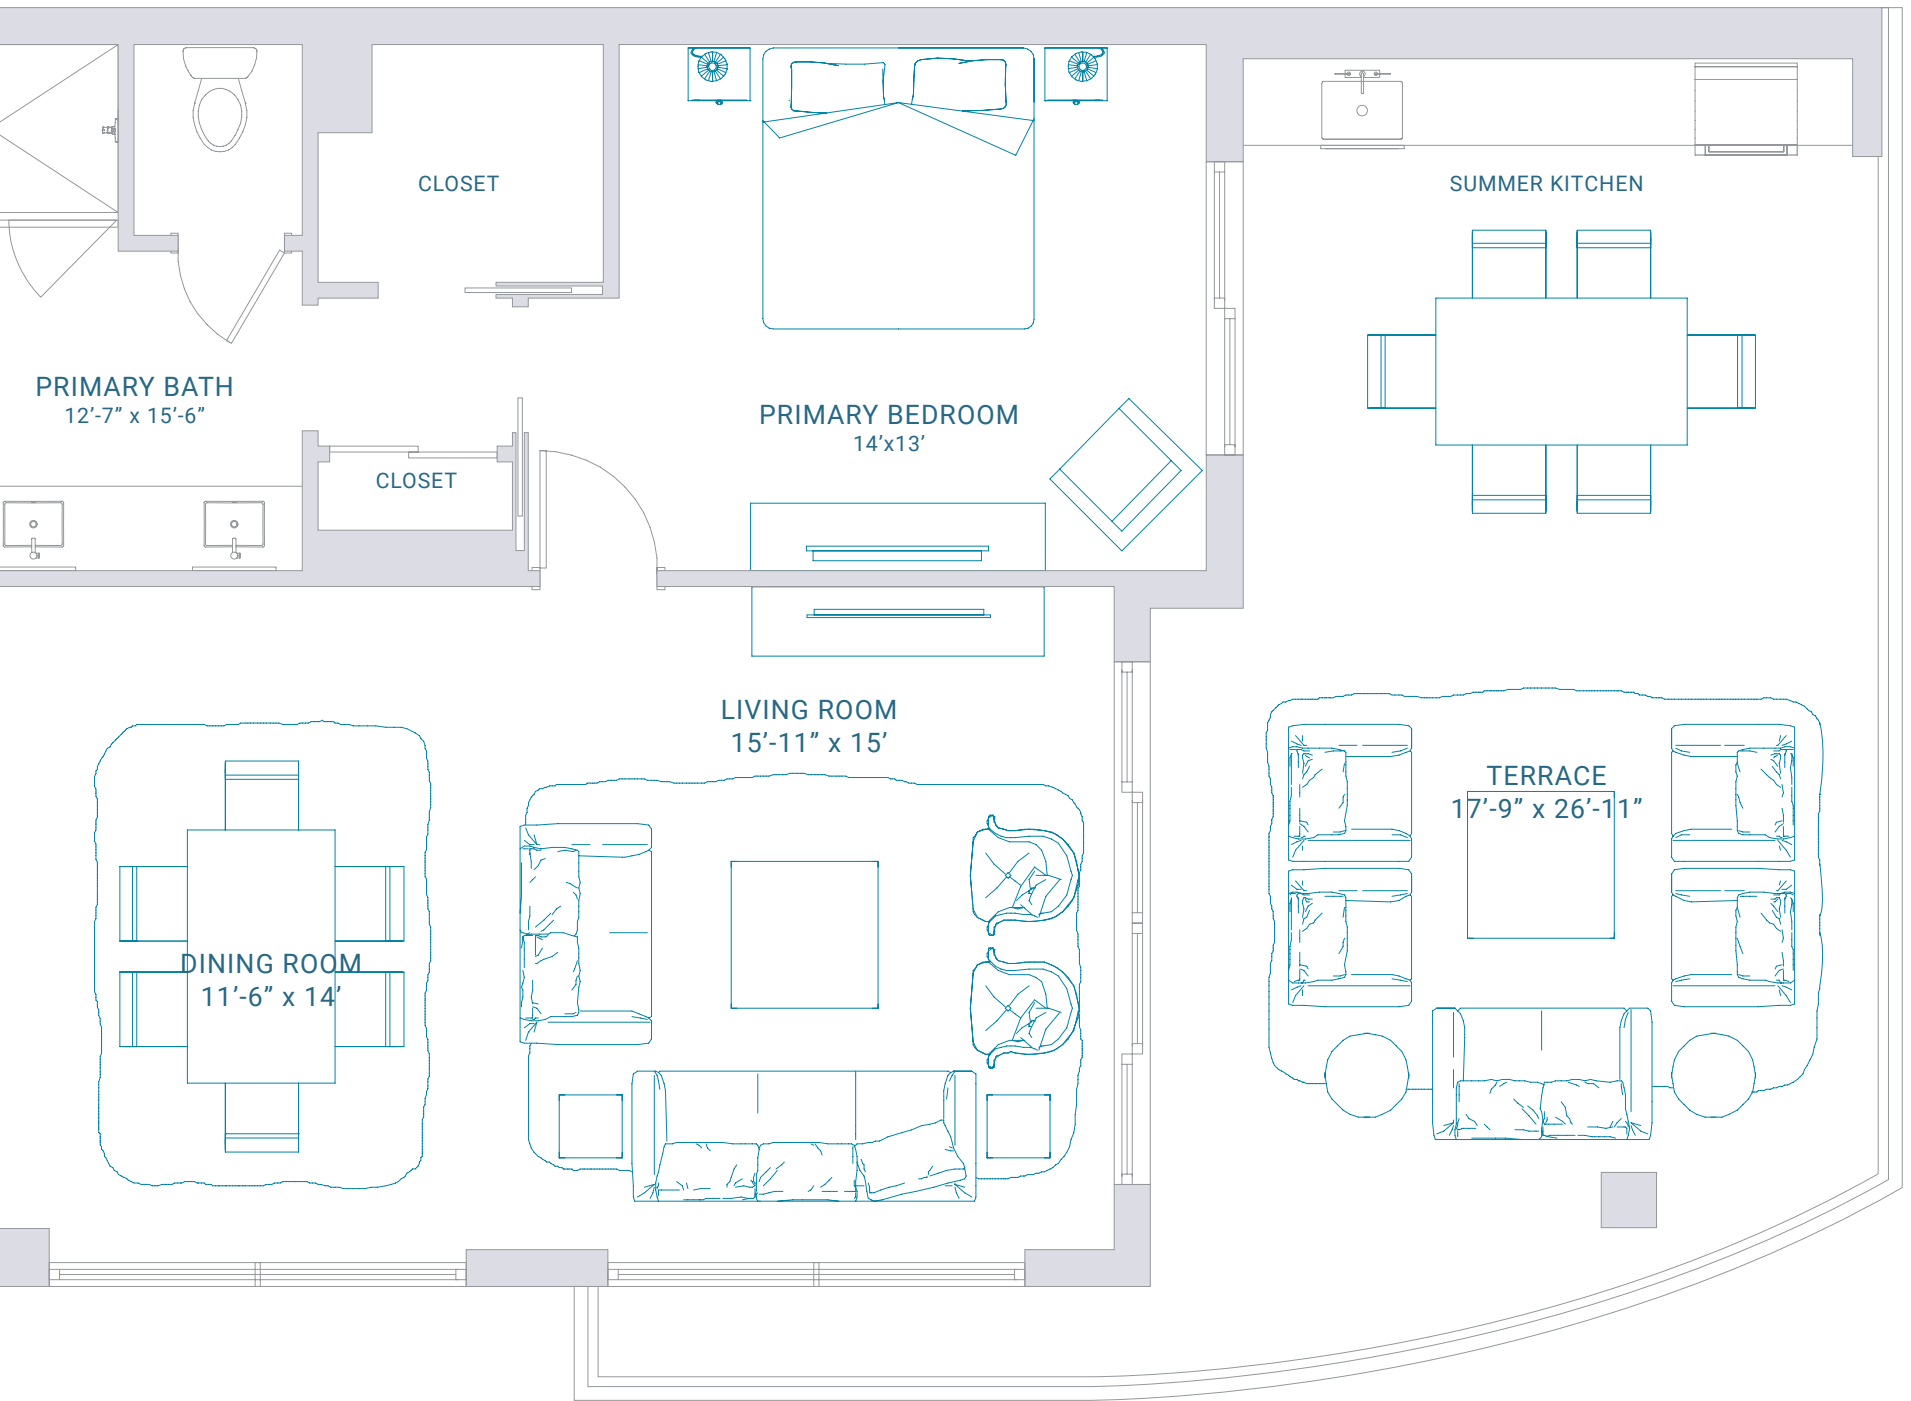 CLOSET
SUMMER KITCHEN
PRIMARY BATH
12’-7” x 15’-6”
PRIMARY BEDROOM
14’x13’
CLOSET
LIVING ROOM
15’-11” x 15’
TERRACE
17’-9” x 26’-11”
DINING ROOM
11’-6” x 14’